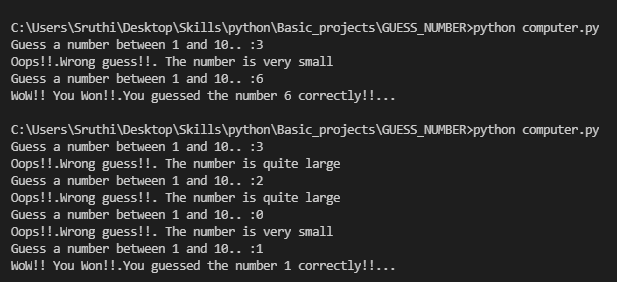 C:\Users\Sruthi\Desktop\Skills\python\Basic_projects\GUESS_NUMBER>python computer.py
Guess a number between 1 and 10.. :3
Oops!!.Wrong guess!!. The number is very small
Guess a number between 1 and 10.. :6
WoW!! You Won!!.You guessed the number 6 correctly!!...
C:\Users\Sruthi\Desktop\Skills\python\Basic_projects\GUESS_NUMBER>python computer.py
Guess a number between 1 and 10.. :3
Oops!!.Wrong guess!!. The number is quite large
Guess a number between 1 and 10.. :2
Oops!!.Wrong guess!!. The number is quite large
Guess a number between 1 and 10.. :0
Oops!!.Wrong guess!!. The number is very small
Guess a number between 1 and 10.. :1
WoW!! You Won!!.You guessed the number 1 correctly!!...